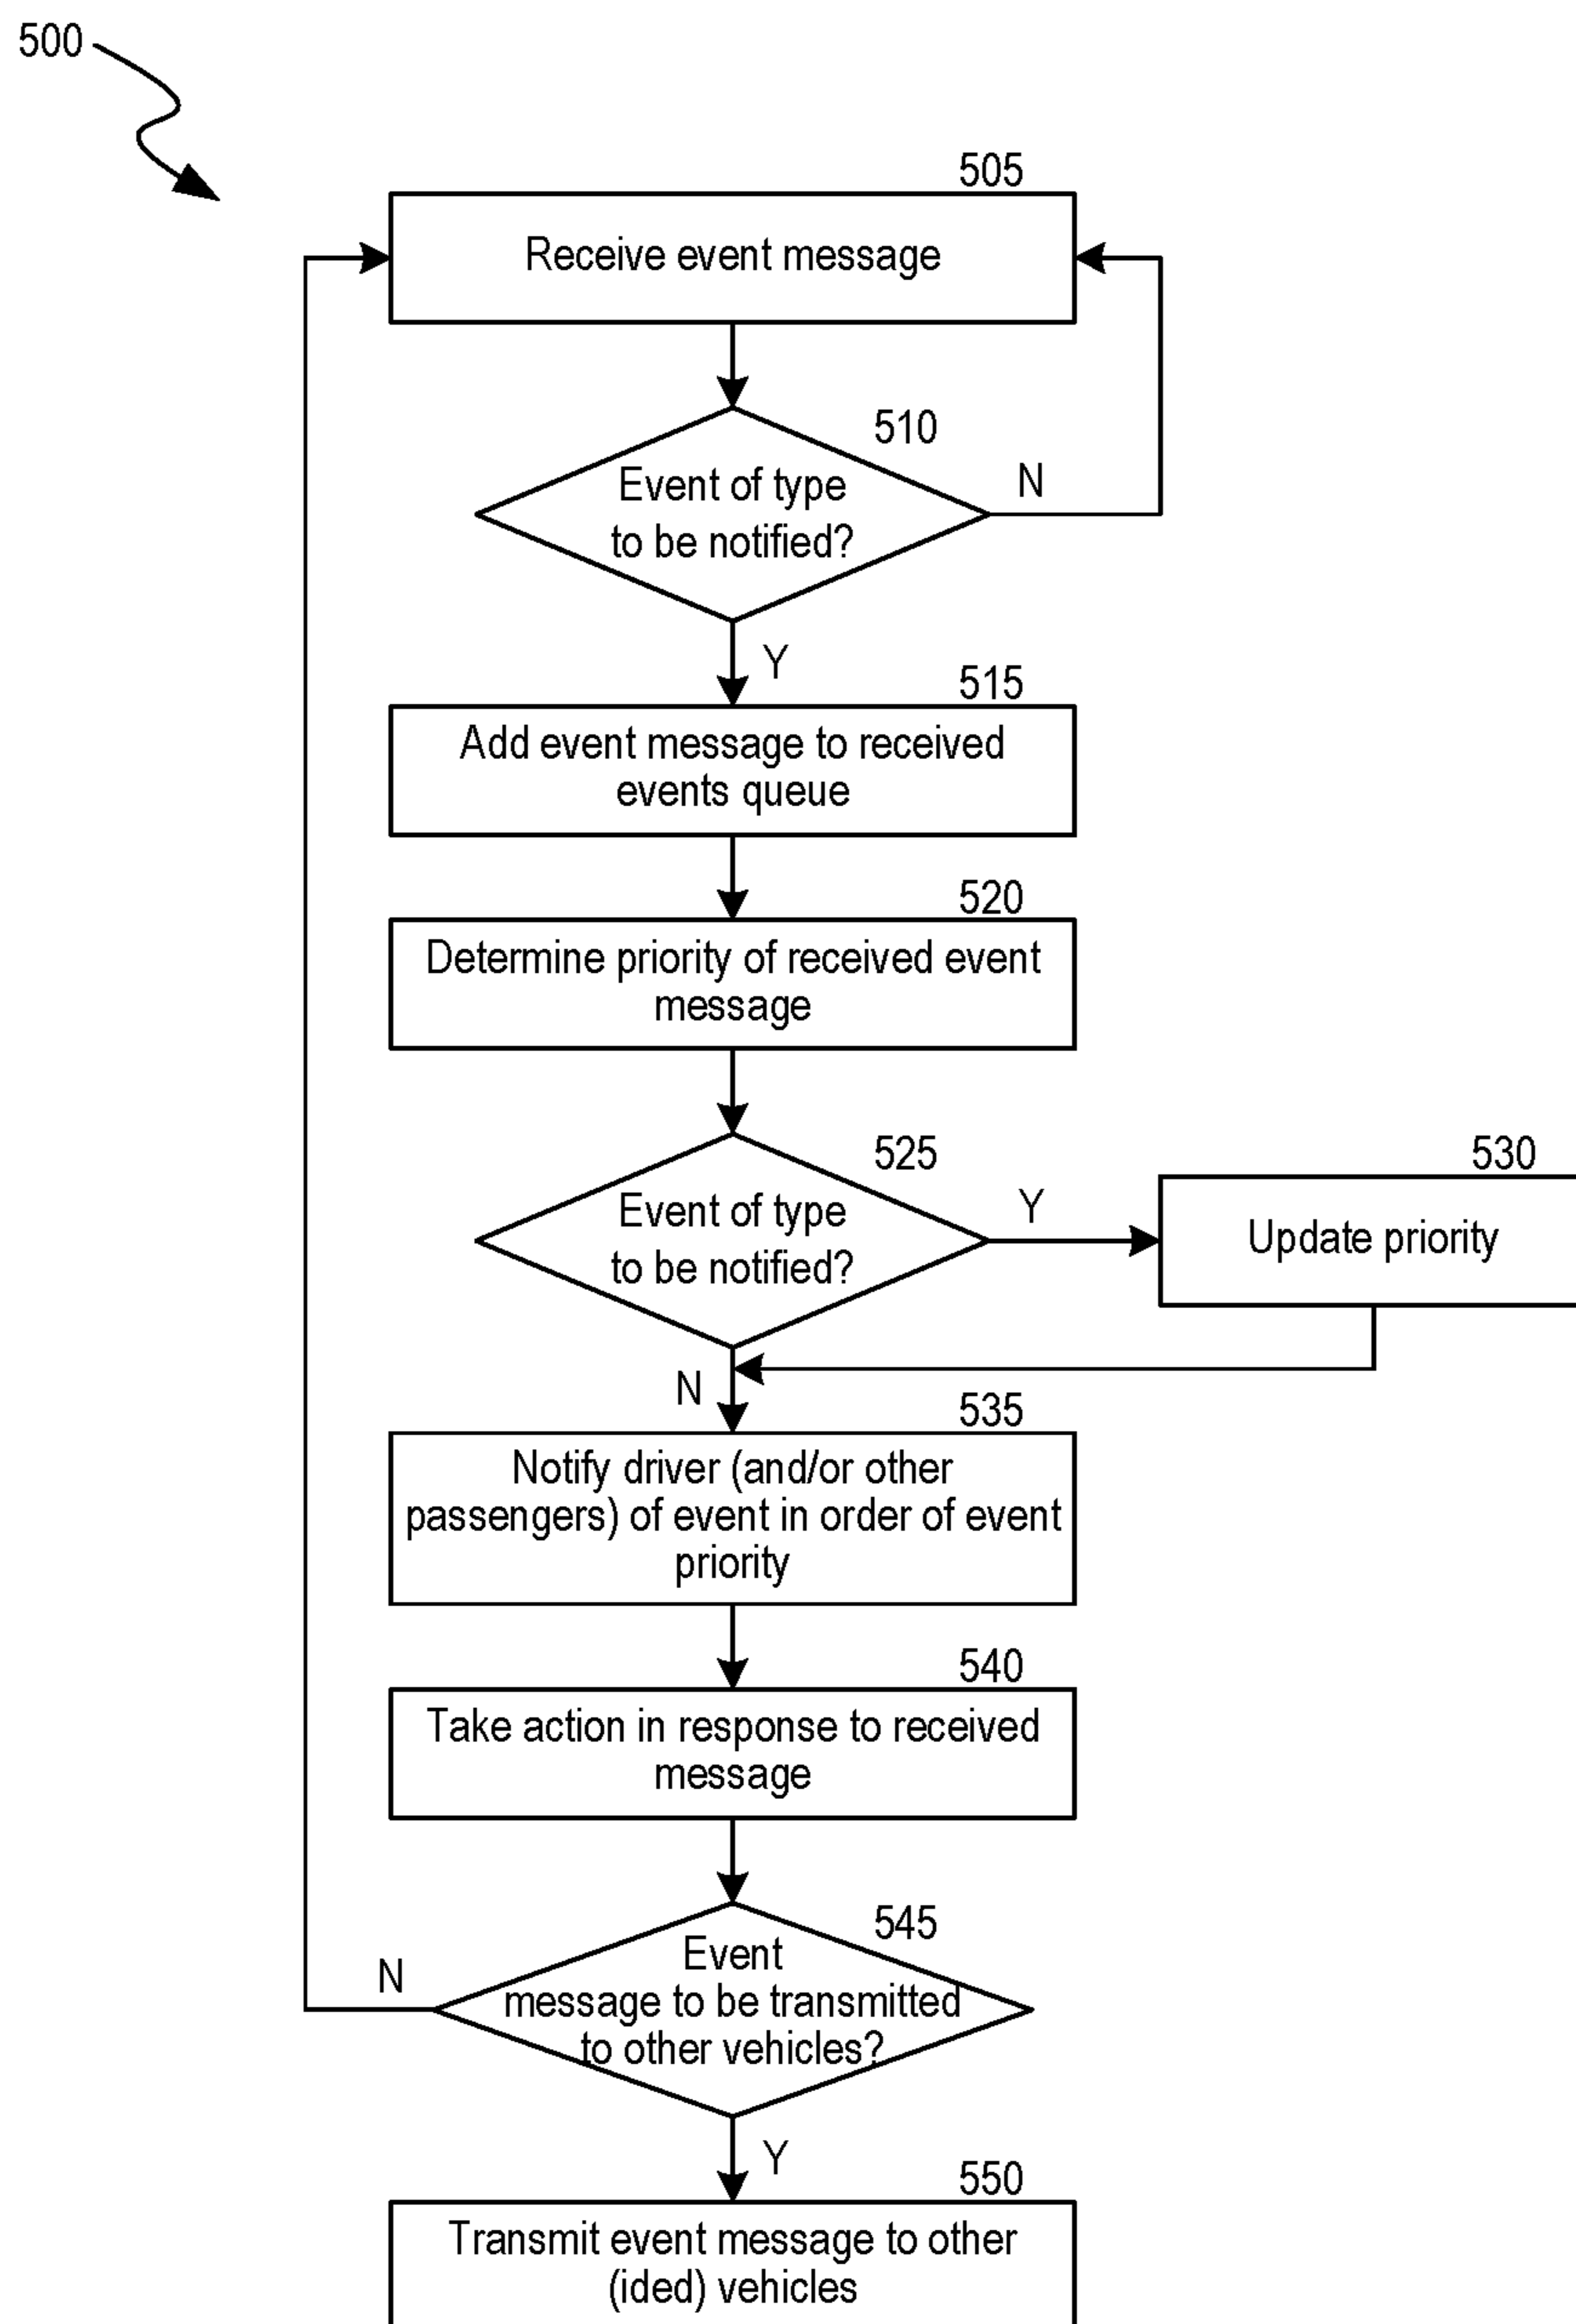 500
505
Receive event message
510
Event of type
to be notified?
N
Y
515
Add event message to received
events queue
520
Determine priority of received event
message
525
Event of type
to be notified?
Y
530
Update priority
N
535
Notify driver (and/or other
passengers) of event in order of event
priority
540
Take action in response to received
message
545
Event
message to be transmitted
to other vehicles?
N
Y
550
Transmit event message to other
(ided) vehicles